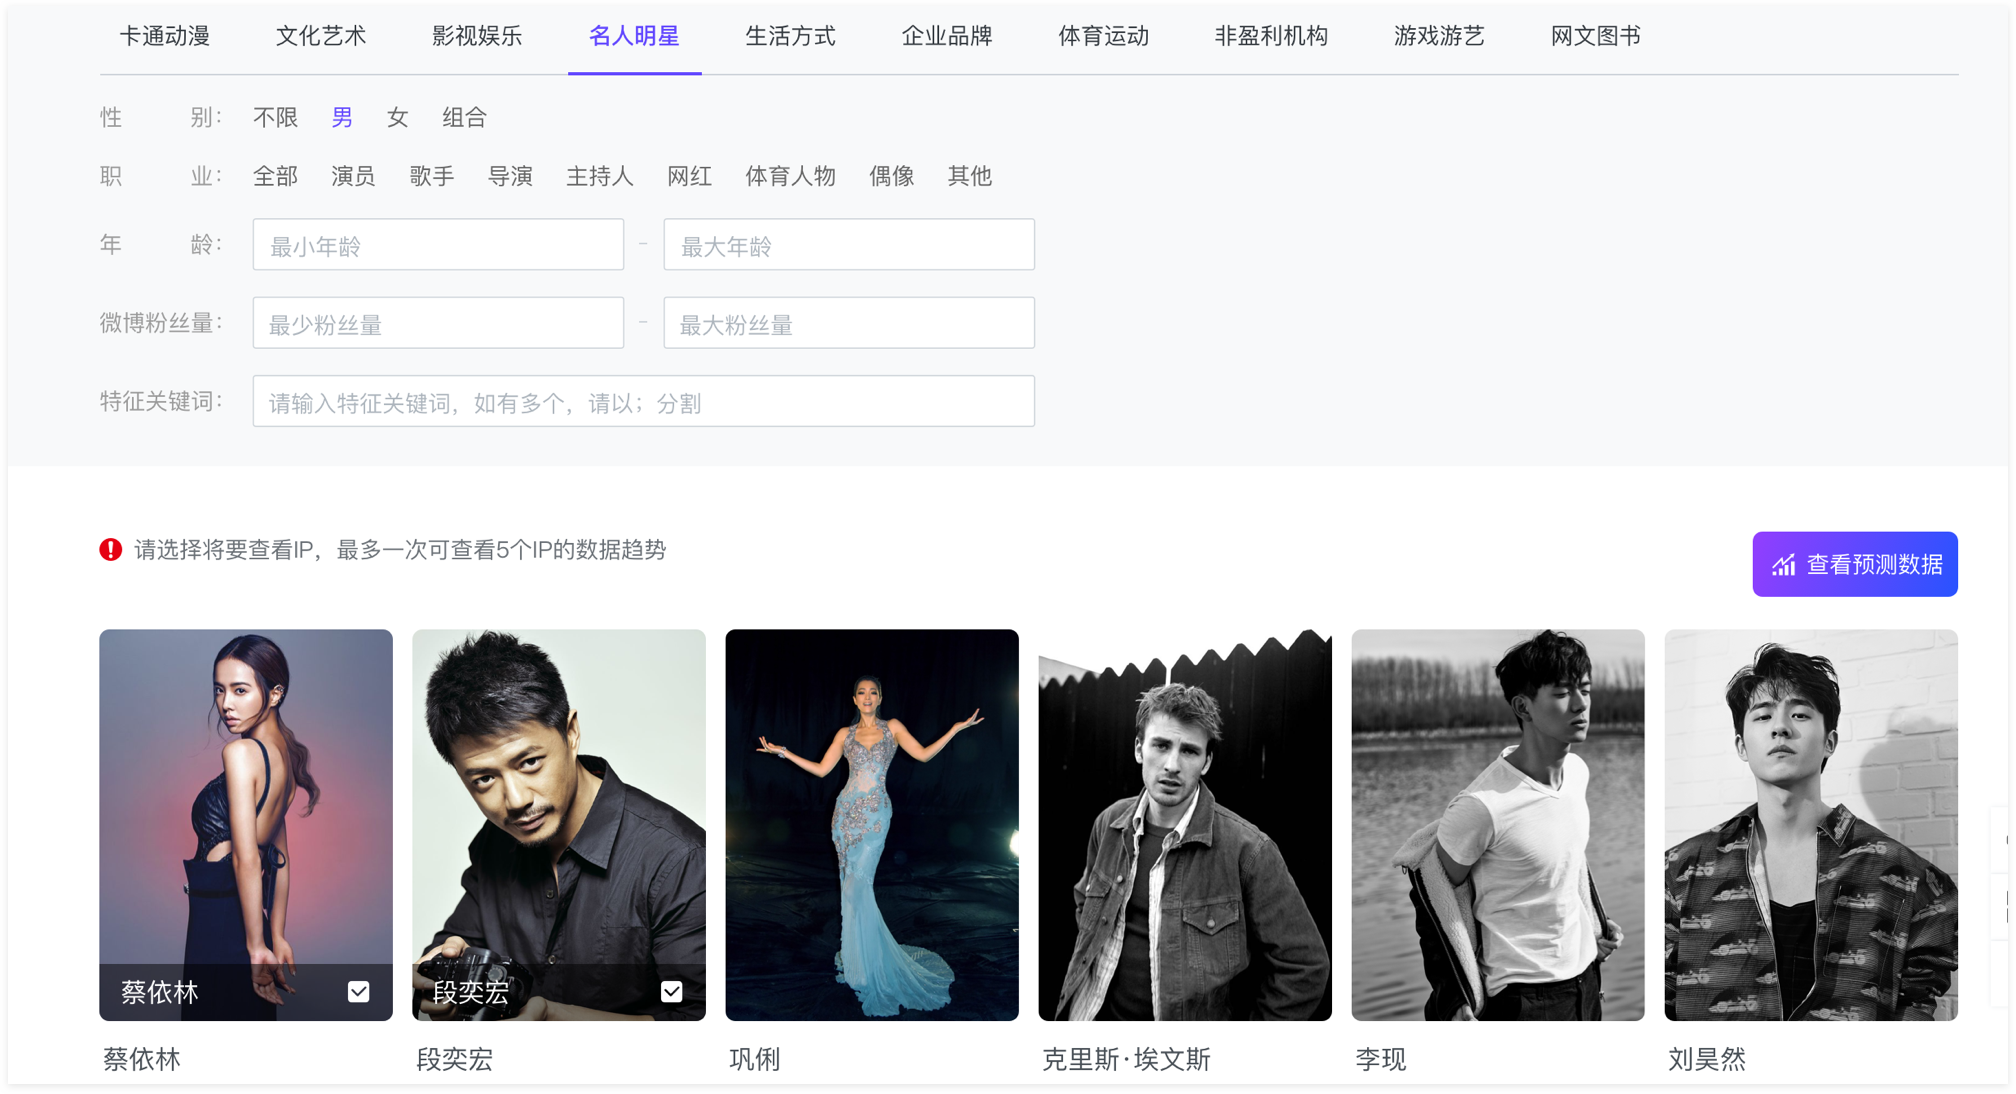 卡通动漫 文化艺术 影视娱乐 名人明星 生活方式 企业品牌 体育运动 非盈利机构 游戏游艺 网文图书
性别： 不限 男 女 组合
职业： 全部 演员 歌手 导演 主持人 网红 体育人物 偶像 其他
年龄： 最小年龄 - 最大年龄
微博粉丝量： 最少粉丝量 - 最大粉丝量
特征关键词： 请输入特征关键词，如有多个，请以；分割
请选择将要查看IP，最多一次可查看5个IP的数据趋势
查看预测数据
蔡依林 段奕宏
蔡依林 段奕宏 巩俐 克里斯·埃文斯 李现 刘昊然